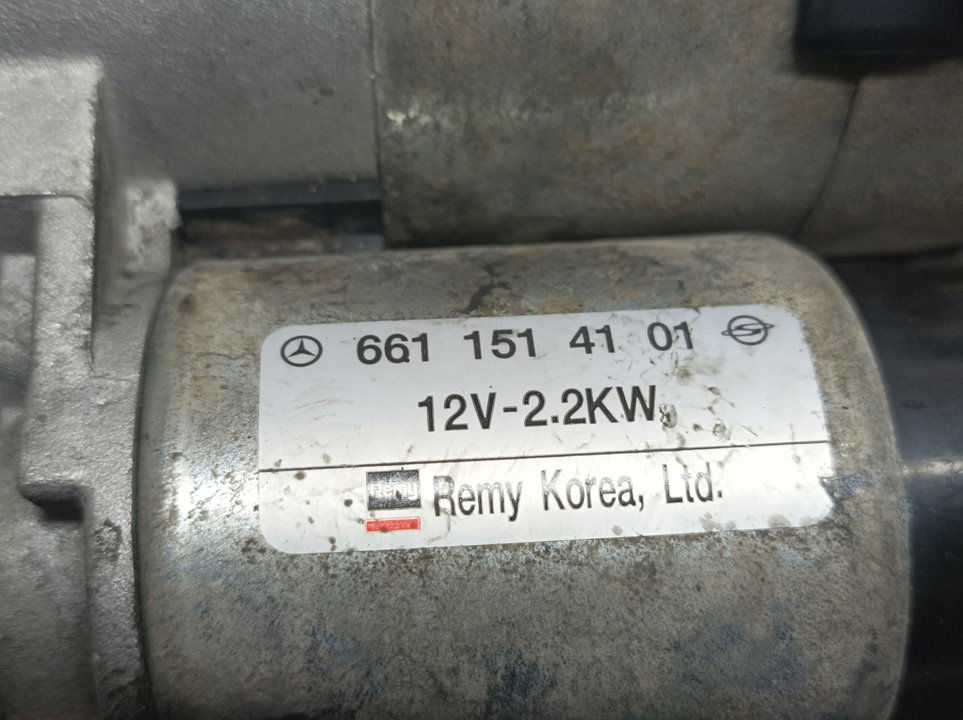 661 151 41 01
12V-2.2KW
Remy Korea, Ltd.